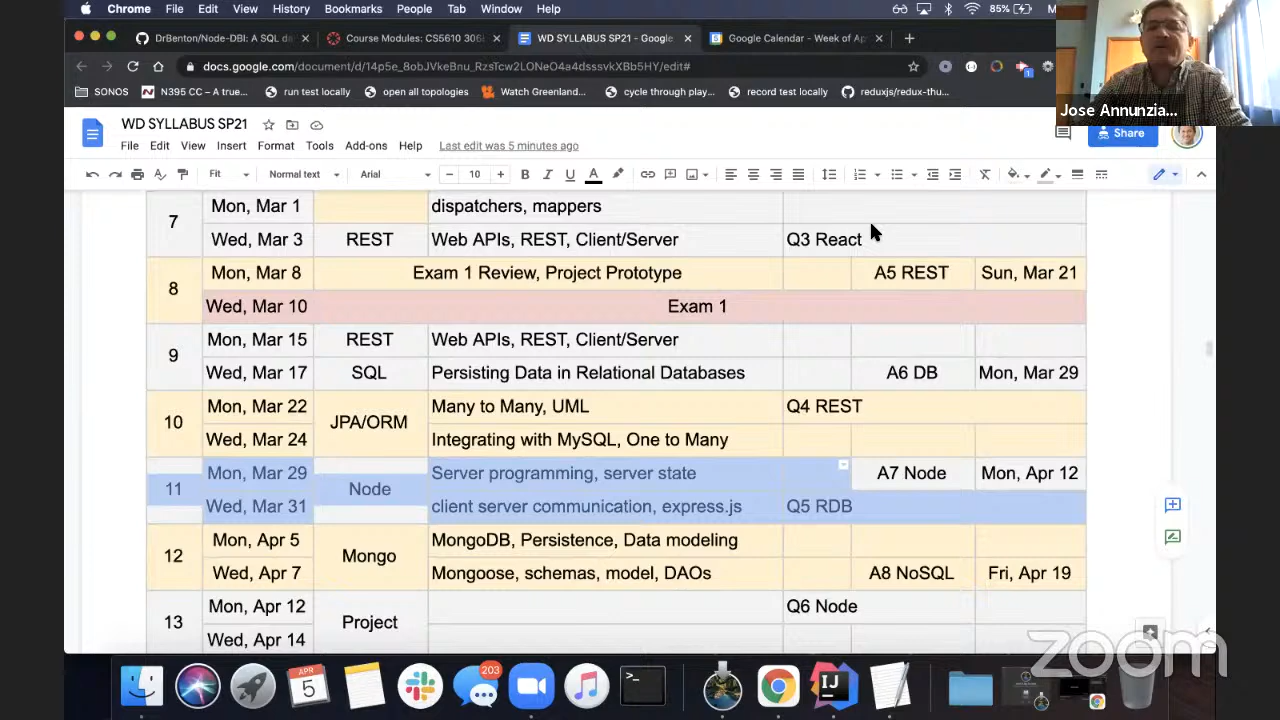 Chrome File Edit View History Bookmarks People Tab Window Help 85%
DrBenton/Node-DBI: A SQL da Course Modules: CS5610 306 WD SYLLABUS SP21 - Google Google Calendar - Week of Ap
docs.google.com/document/d/14p5e_8obJVkeBnu_RzsTcw2LONeO4a4dsssvkXBb5HY/edit#
SONOS N395 CC – A true... run test locally open all topologies Watch Greenland... cycle through play... record test locally reduxjs/redux-thu...
Jose Annunzia...
WD SYLLABUS SP21
File Edit View Insert Format Tools Add-ons Help Last edit was 5 minutes ago
Share
Fit Normal text Arial 10 B I U A
7 Mon, Mar 1 dispatchers, mappers
Wed, Mar 3 REST Web APIs, REST, Client/Server Q3 React
8 Mon, Mar 8 Exam 1 Review, Project Prototype A5 REST Sun, Mar 21
Wed, Mar 10 Exam 1
9 Mon, Mar 15 REST Web APIs, REST, Client/Server
Wed, Mar 17 SQL Persisting Data in Relational Databases A6 DB Mon, Mar 29
10 Mon, Mar 22 JPA/ORM Many to Many, UML Q4 REST
Wed, Mar 24 Integrating with MySQL, One to Many
11 Mon, Mar 29 Node Server programming, server state A7 Node Mon, Apr 12
Wed, Mar 31 client server communication, express.js Q5 RDB
12 Mon, Apr 5 Mongo MongoDB, Persistence, Data modeling
Wed, Apr 7 Mongoose, schemas, model, DAOs A8 NoSQL Fri, Apr 19
13 Mon, Apr 12 Project Q6 Node
Wed, Apr 14
zoom
APR
5
203
IJ